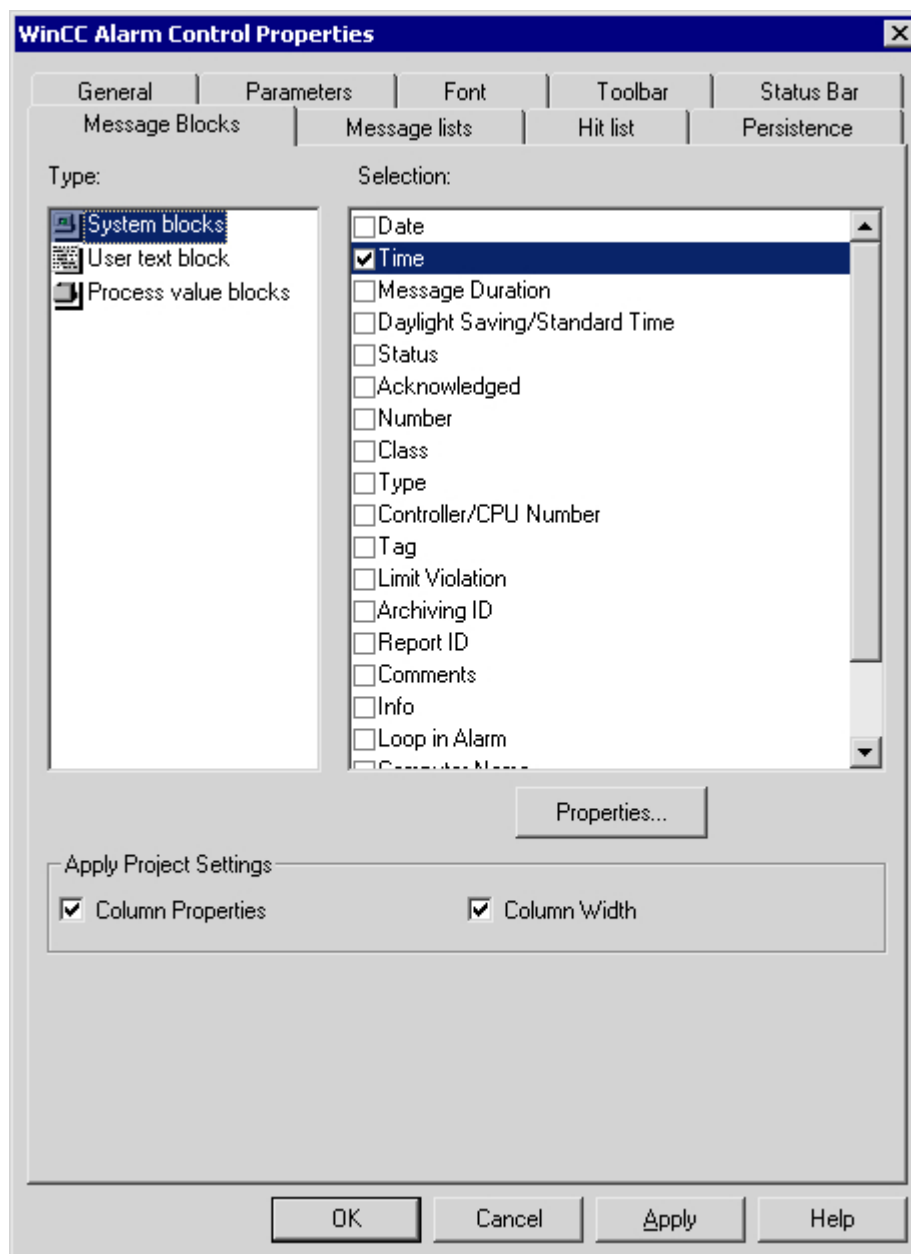 WinCC Alarm Control Properties
General Parameters Font Toolbar Status Bar
Message Blocks Message lists Hit list Persistence
Type: Selection:
System blocks
User text block
Process value blocks
Date
Time
Message Duration
Daylight Saving/Standard Time
Status
Acknowledged
Number
Class
Type
Controller/CPU Number
Tag
Limit Violation
Archiving ID
Report ID
Comments
Info
Loop in Alarm
Computer Name
Properties...
Apply Project Settings
Column Properties Column Width
OK Cancel Apply Help